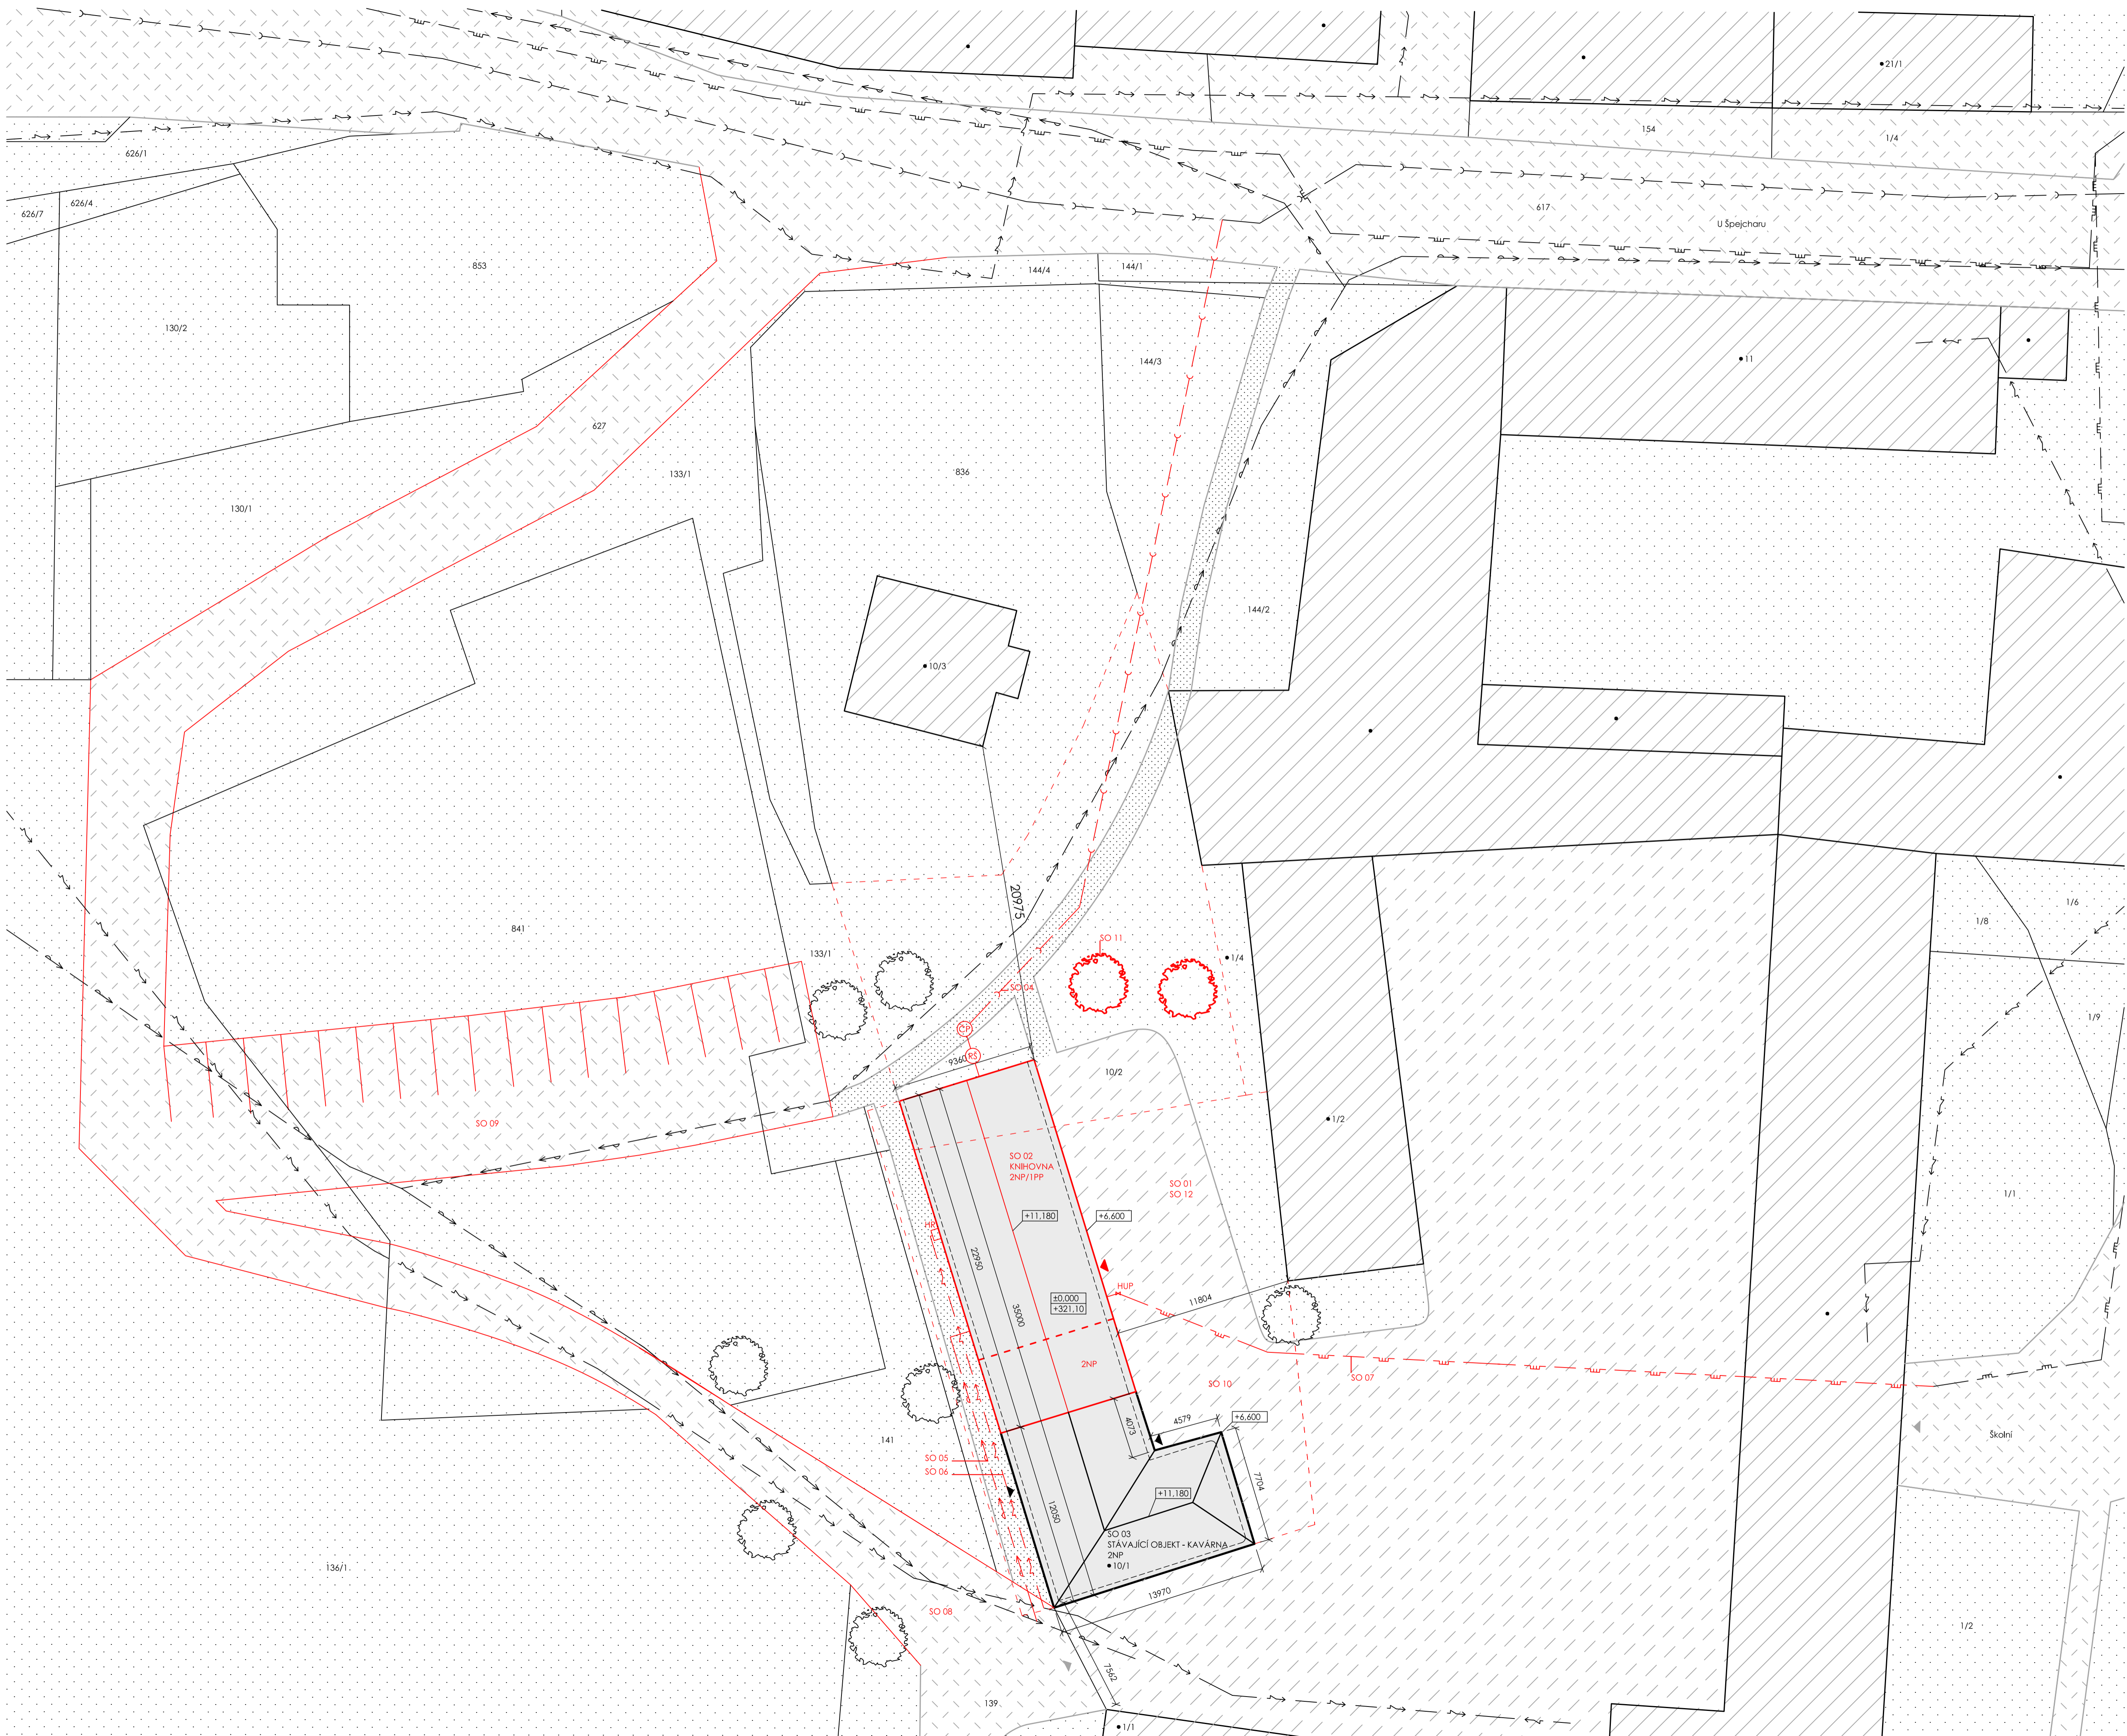 21/1
154
1/4
626/1
626/7
626/4
617
U Špejcharu
853
144/4
144/1
130/2
144/3
11
627
133/1
836
130/1
144/2
10/3
20975
841
133/1
SO 11
1/4
1/8
1/6
SO 04
1/9
ČP
RŠ
9360
10/2
SO 09
1/2
SO 02
KNIHOVNA
2NP/1PP
SO 01
SO 12
1/1
+11,180
+6,600
HR
22950
HUP
±0,000
+321,10
35000
11804
2NP
SO 07
SO 10
141
4073
4579
+6,600
Školní
SO 05
SO 06
7704
+11,180
12050
SO 03
STÁVAJÍCÍ OBJEKT - KAVÁRNA
2NP
10/1
136/1
13970
SO 08
1/2
7562
139
1/1